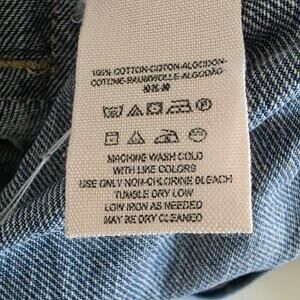 100% COTTON-COTON-ALGODON-
COTONE-BAUMWOLLE-ALGODÃO-
MACHINE WASH COLD
WITH LIKE COLORS
USE ONLY NON-CHLORINE BLEACH
TUMBLE DRY LOW
LOW IRON AS NEEDED
MAY BE DRY CLEANED